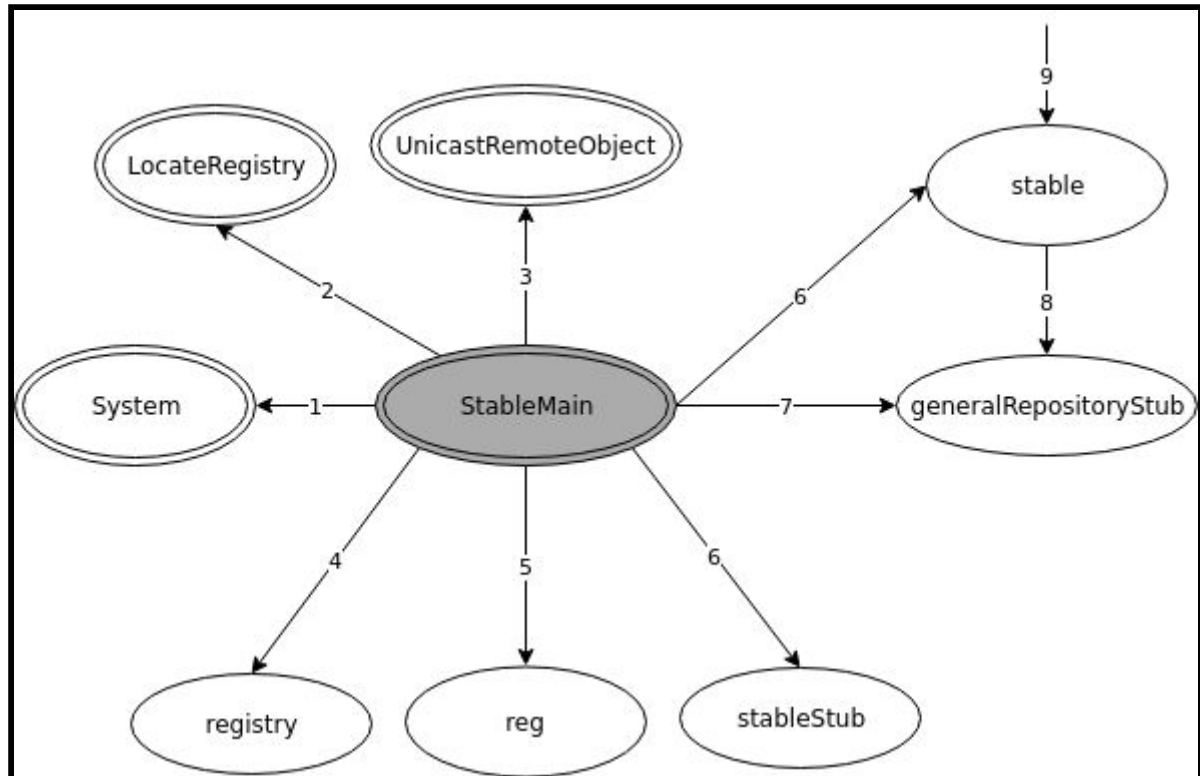 9
UnicastRemoteObject
LocateRegistry
stable
3
2
6
8
System
1
StableMain
7
generalRepositoryStub
4
5
6
registry
reg
stableStub